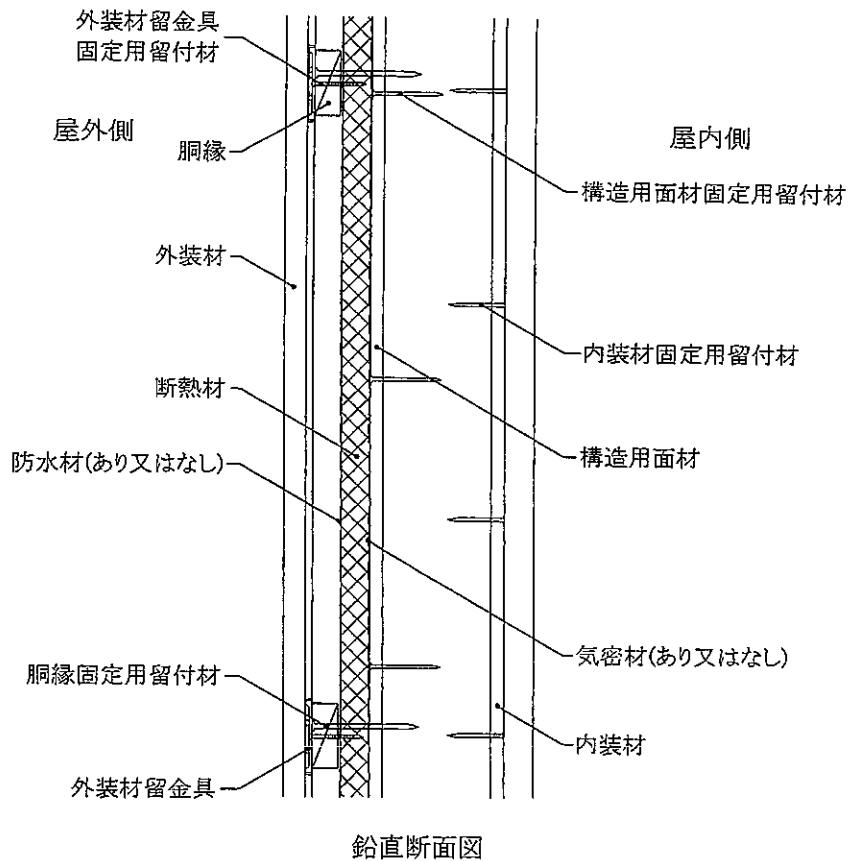 外装材留金具
固定用留付材
屋外側
胴縁
外装材
断熱材
防水材(あり又はなし)
胴縁固定用留付材
外装材留金具
屋内側
構造用面材固定用留付材
内装材固定用留付材
構造用面材
気密材(あり又はなし)
内装材
鉛直断面図